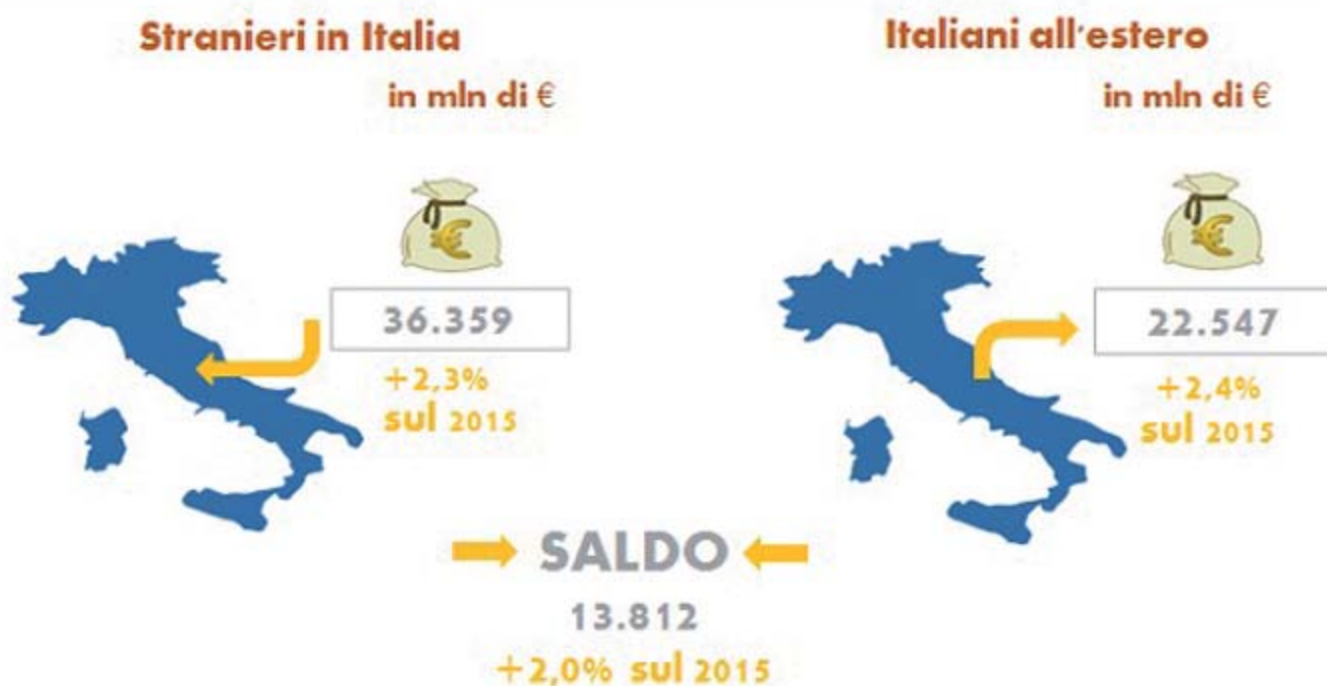 Stranieri in Italia
in mln di €
€
36.359
+2,3%
sul 2015
Italiani all'estero
in mln di €
€
22.547
+2,4%
sul 2015
SALDO
13.812
+2,0% sul 2015